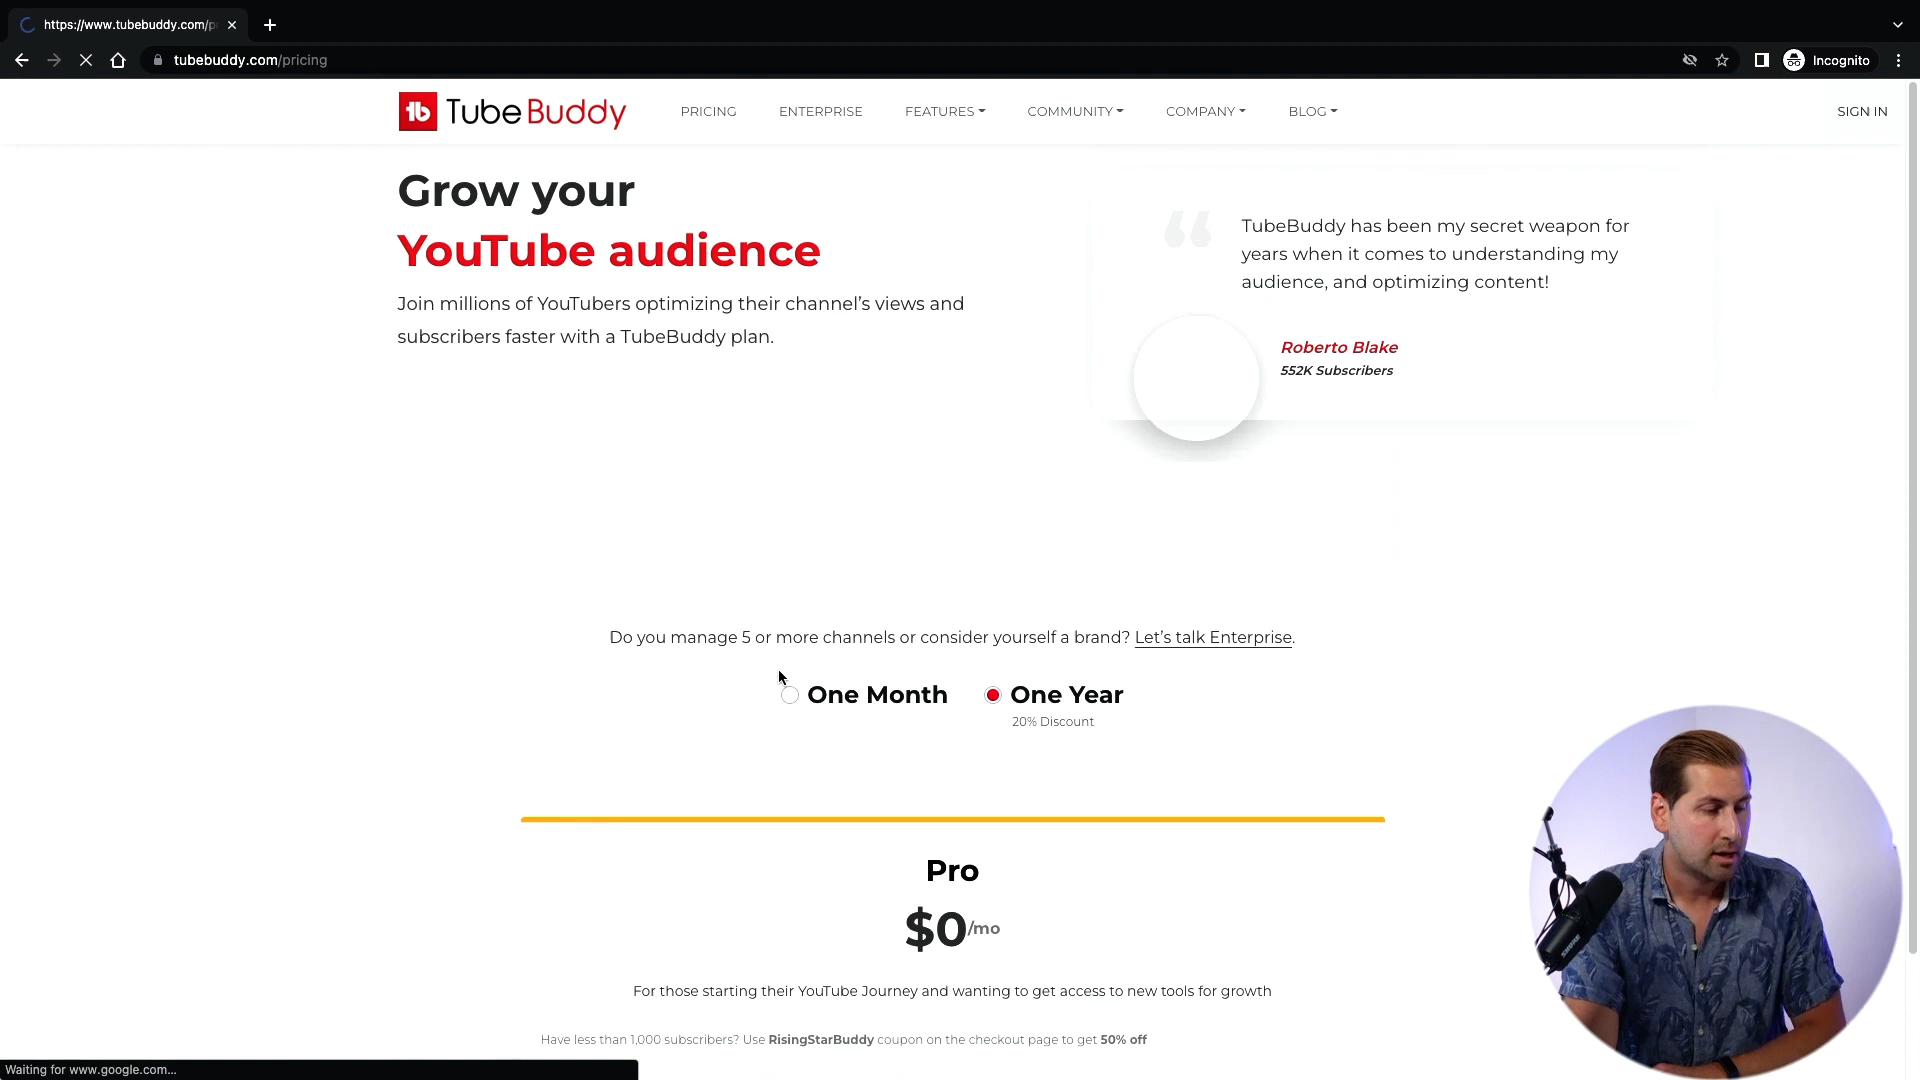 https://www.tubebuddy.com/p
tubebuddy.com/pricing
Incognito
TubeBuddy
PRICING
ENTERPRISE
FEATURES
COMMUNITY
COMPANY
BLOG
SIGN IN
Grow your
YouTube audience
Join millions of YouTubers optimizing their channel's views and
subscribers faster with a TubeBuddy plan.
TubeBuddy has been my secret weapon for
years when it comes to understanding my
audience, and optimizing content!
Roberto Blake
552K Subscribers
Do you manage 5 or more channels or consider yourself a brand? Let's talk Enterprise.
One Month
One Year
20% Discount
Pro
$0/mo
For those starting their YouTube Journey and wanting to get access to new tools for growth
Have less than 1,000 subscribers? Use RisingStarBuddy coupon on the checkout page to get 50% off
Waiting for www.google.com...
SHURE